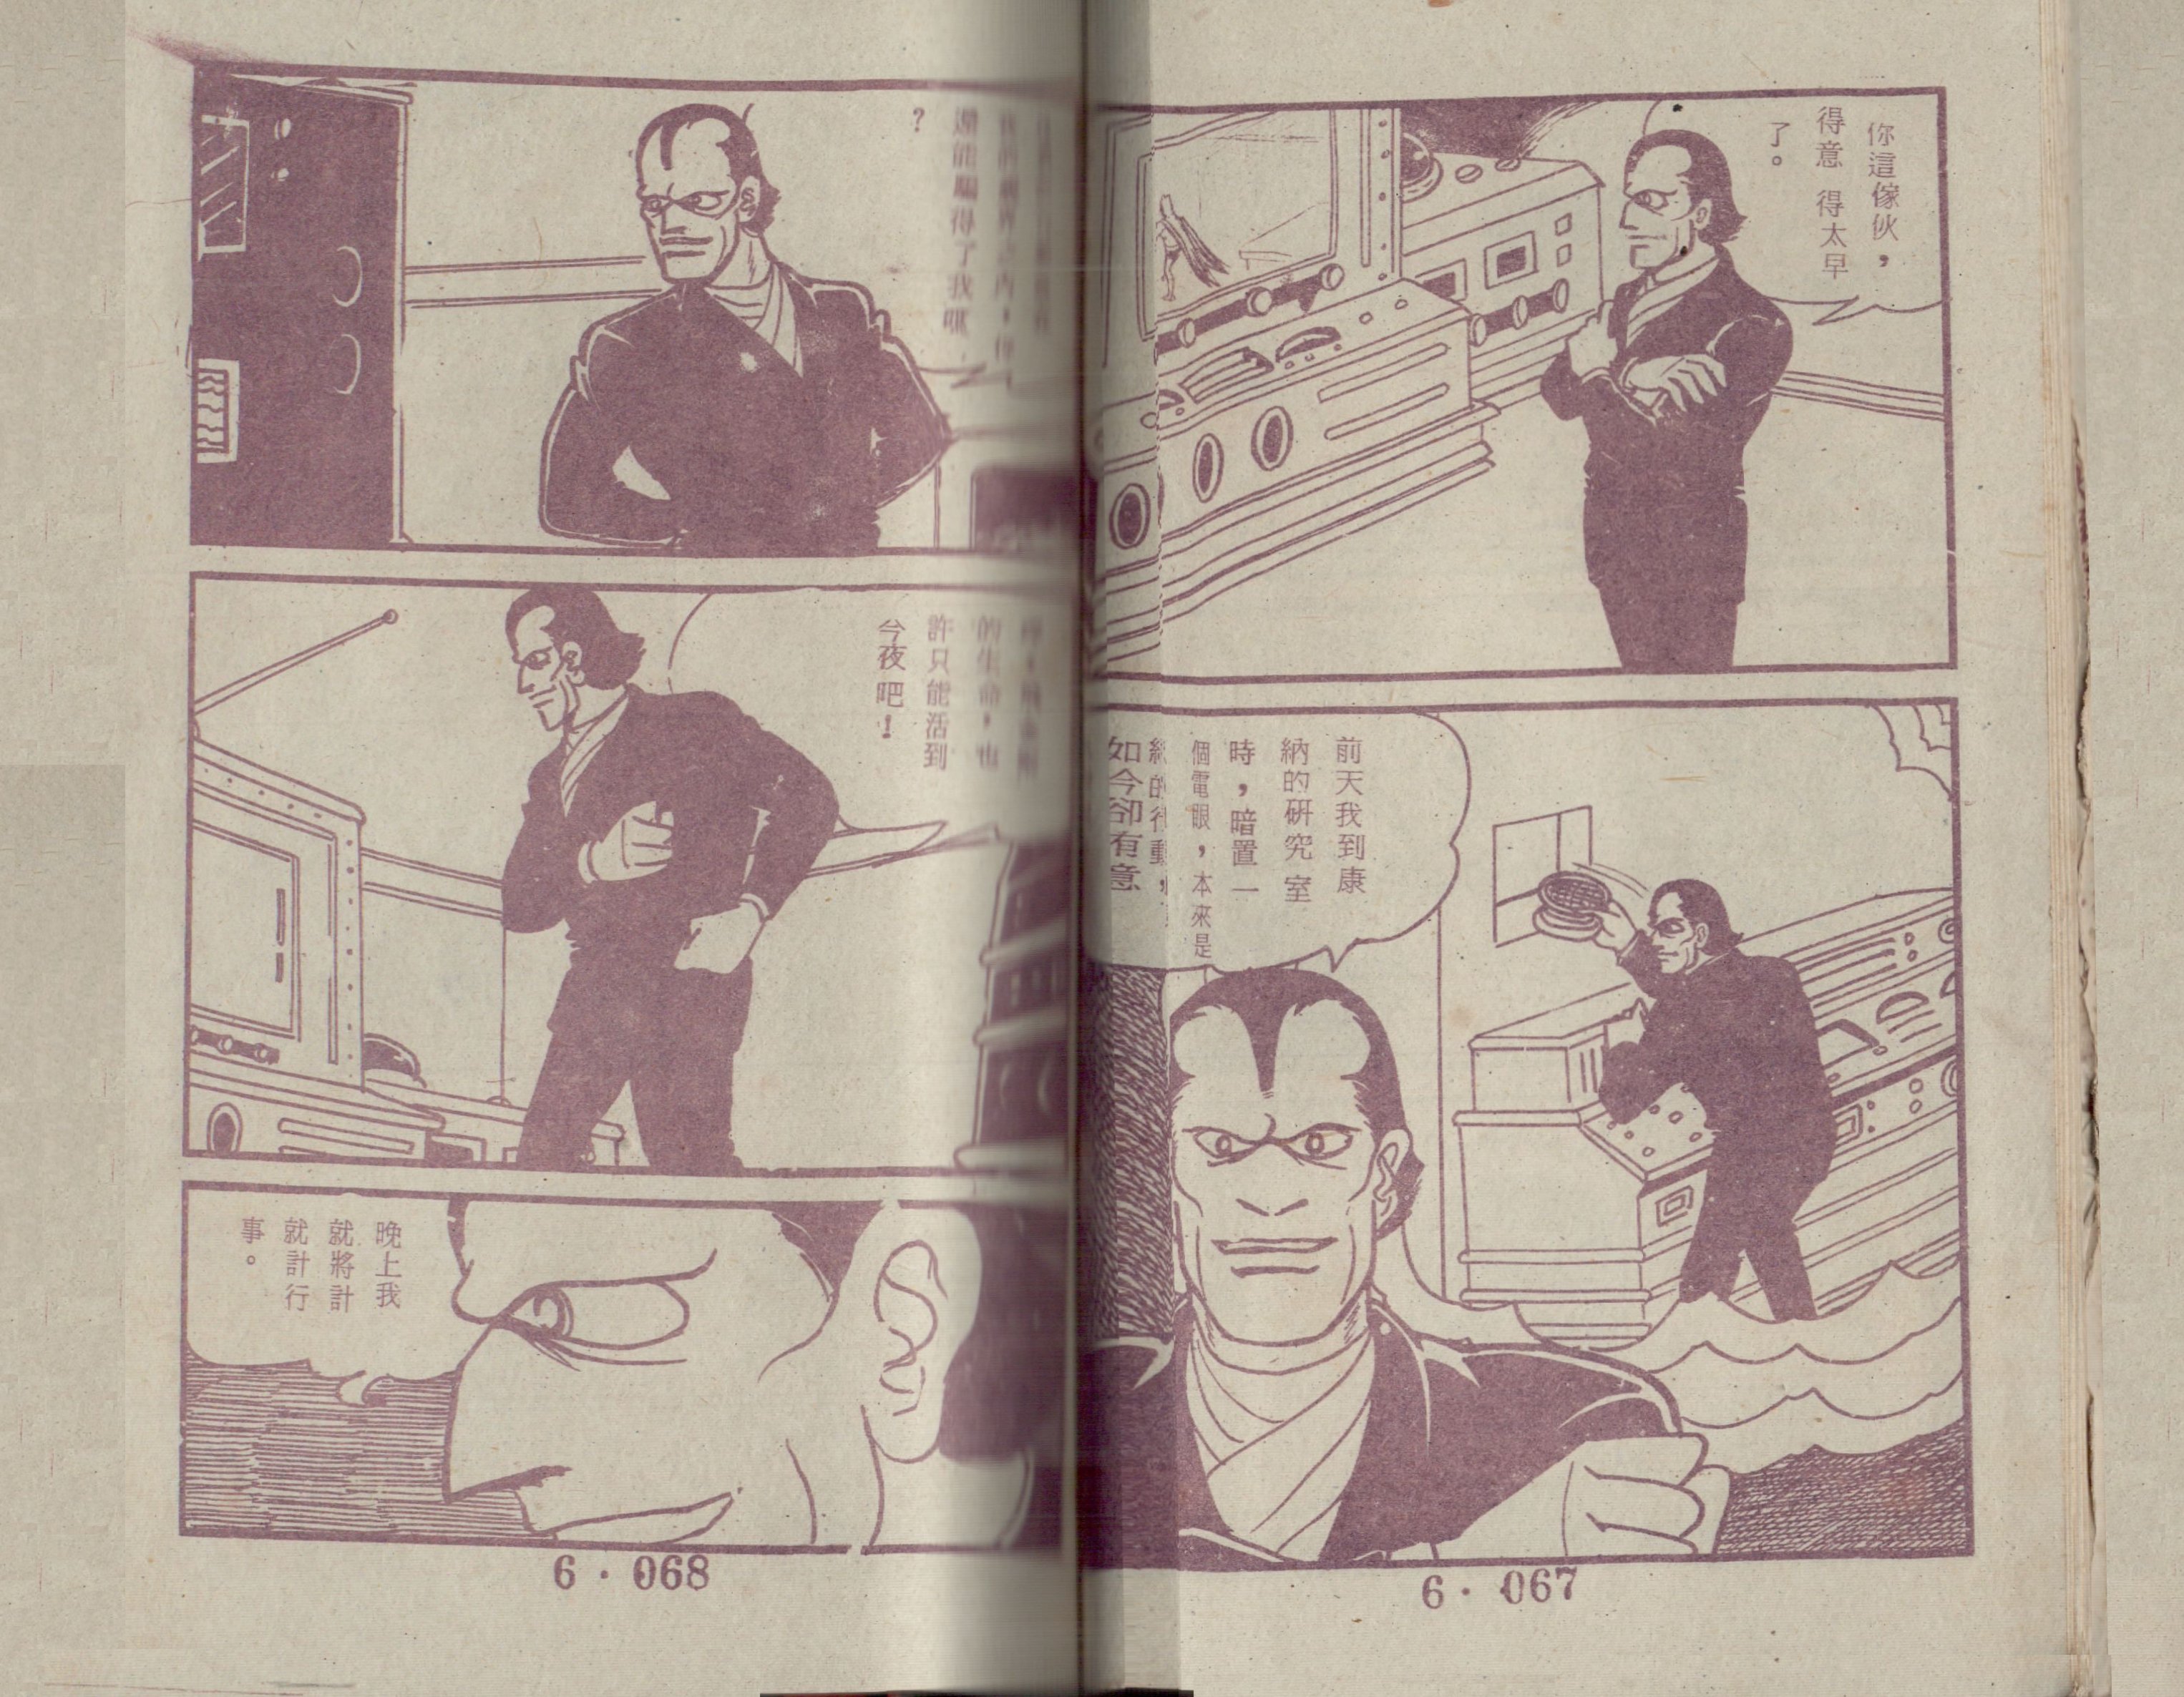 你這傢伙，
得意 得太早
了。
前天我到康
納的研究室
時，暗置一
個電眼，本來是
的行動，
如今卻有意
6·067
還能騙得了我嗎
？
的生命，也
許只能活到
今夜吧！
晚上我
就將計
就計行
事。
6·068